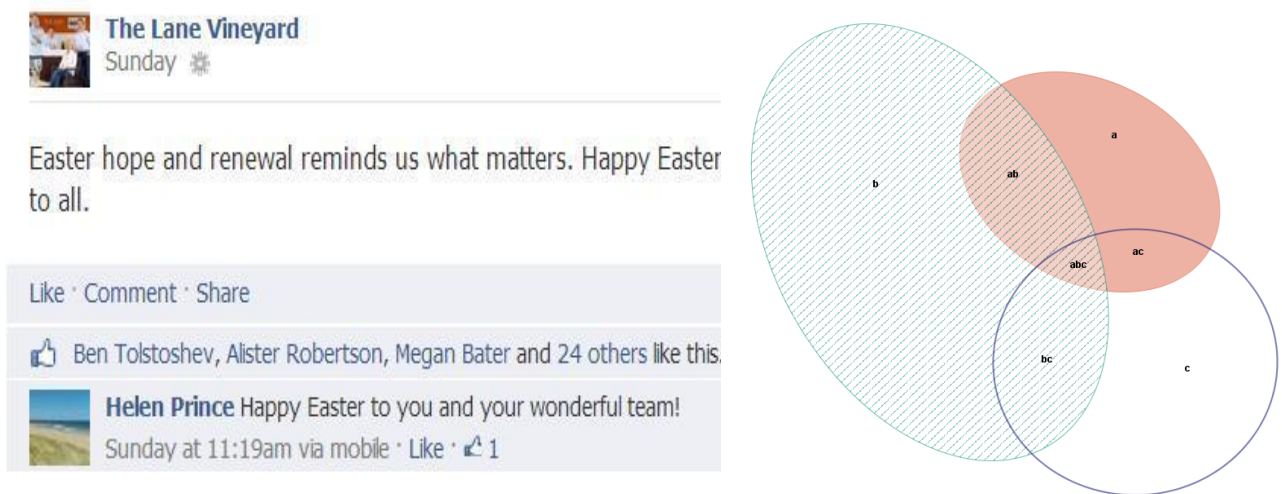 The Lane Vineyard
Sunday
Easter hope and renewal reminds us what matters. Happy Easter
to all.
Like · Comment · Share
Ben Tolstoshev, Alister Robertson, Megan Bater and 24 others like this.
Helen Prince Happy Easter to you and your wonderful team!
Sunday at 11:19am via mobile · Like · 1
a
ab
b
ac
abc
bc
c